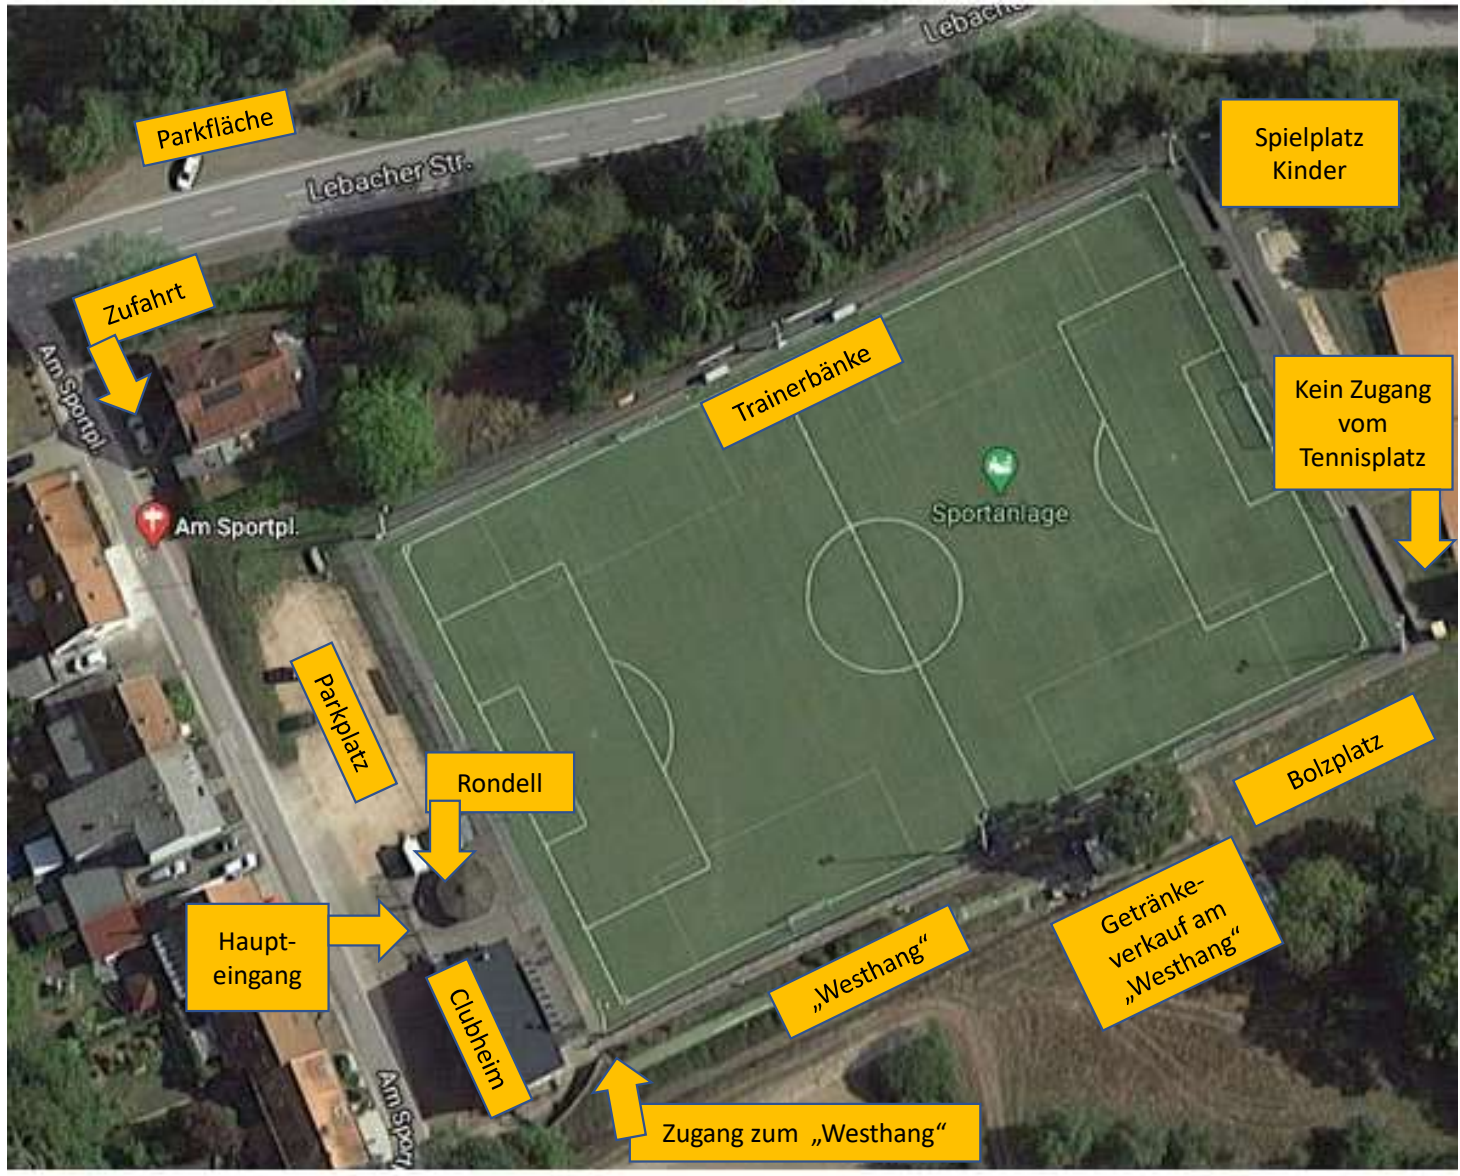 Lebacher
Parkfläche
Spielplatz
Kinder
Lebacher Str.
Zufahrt
Am Sportpl.
Trainerbänke
Kein Zugang
vom
Tennisplatz
Sportanlage
Am Sportpl.
Parkplatz
Rondell
Bolzplatz
Haupt-
eingang
Getränke-
verkauf am
„Westhang“
„Westhang“
Clubheim
Am Sport
Zugang zum „Westhang“